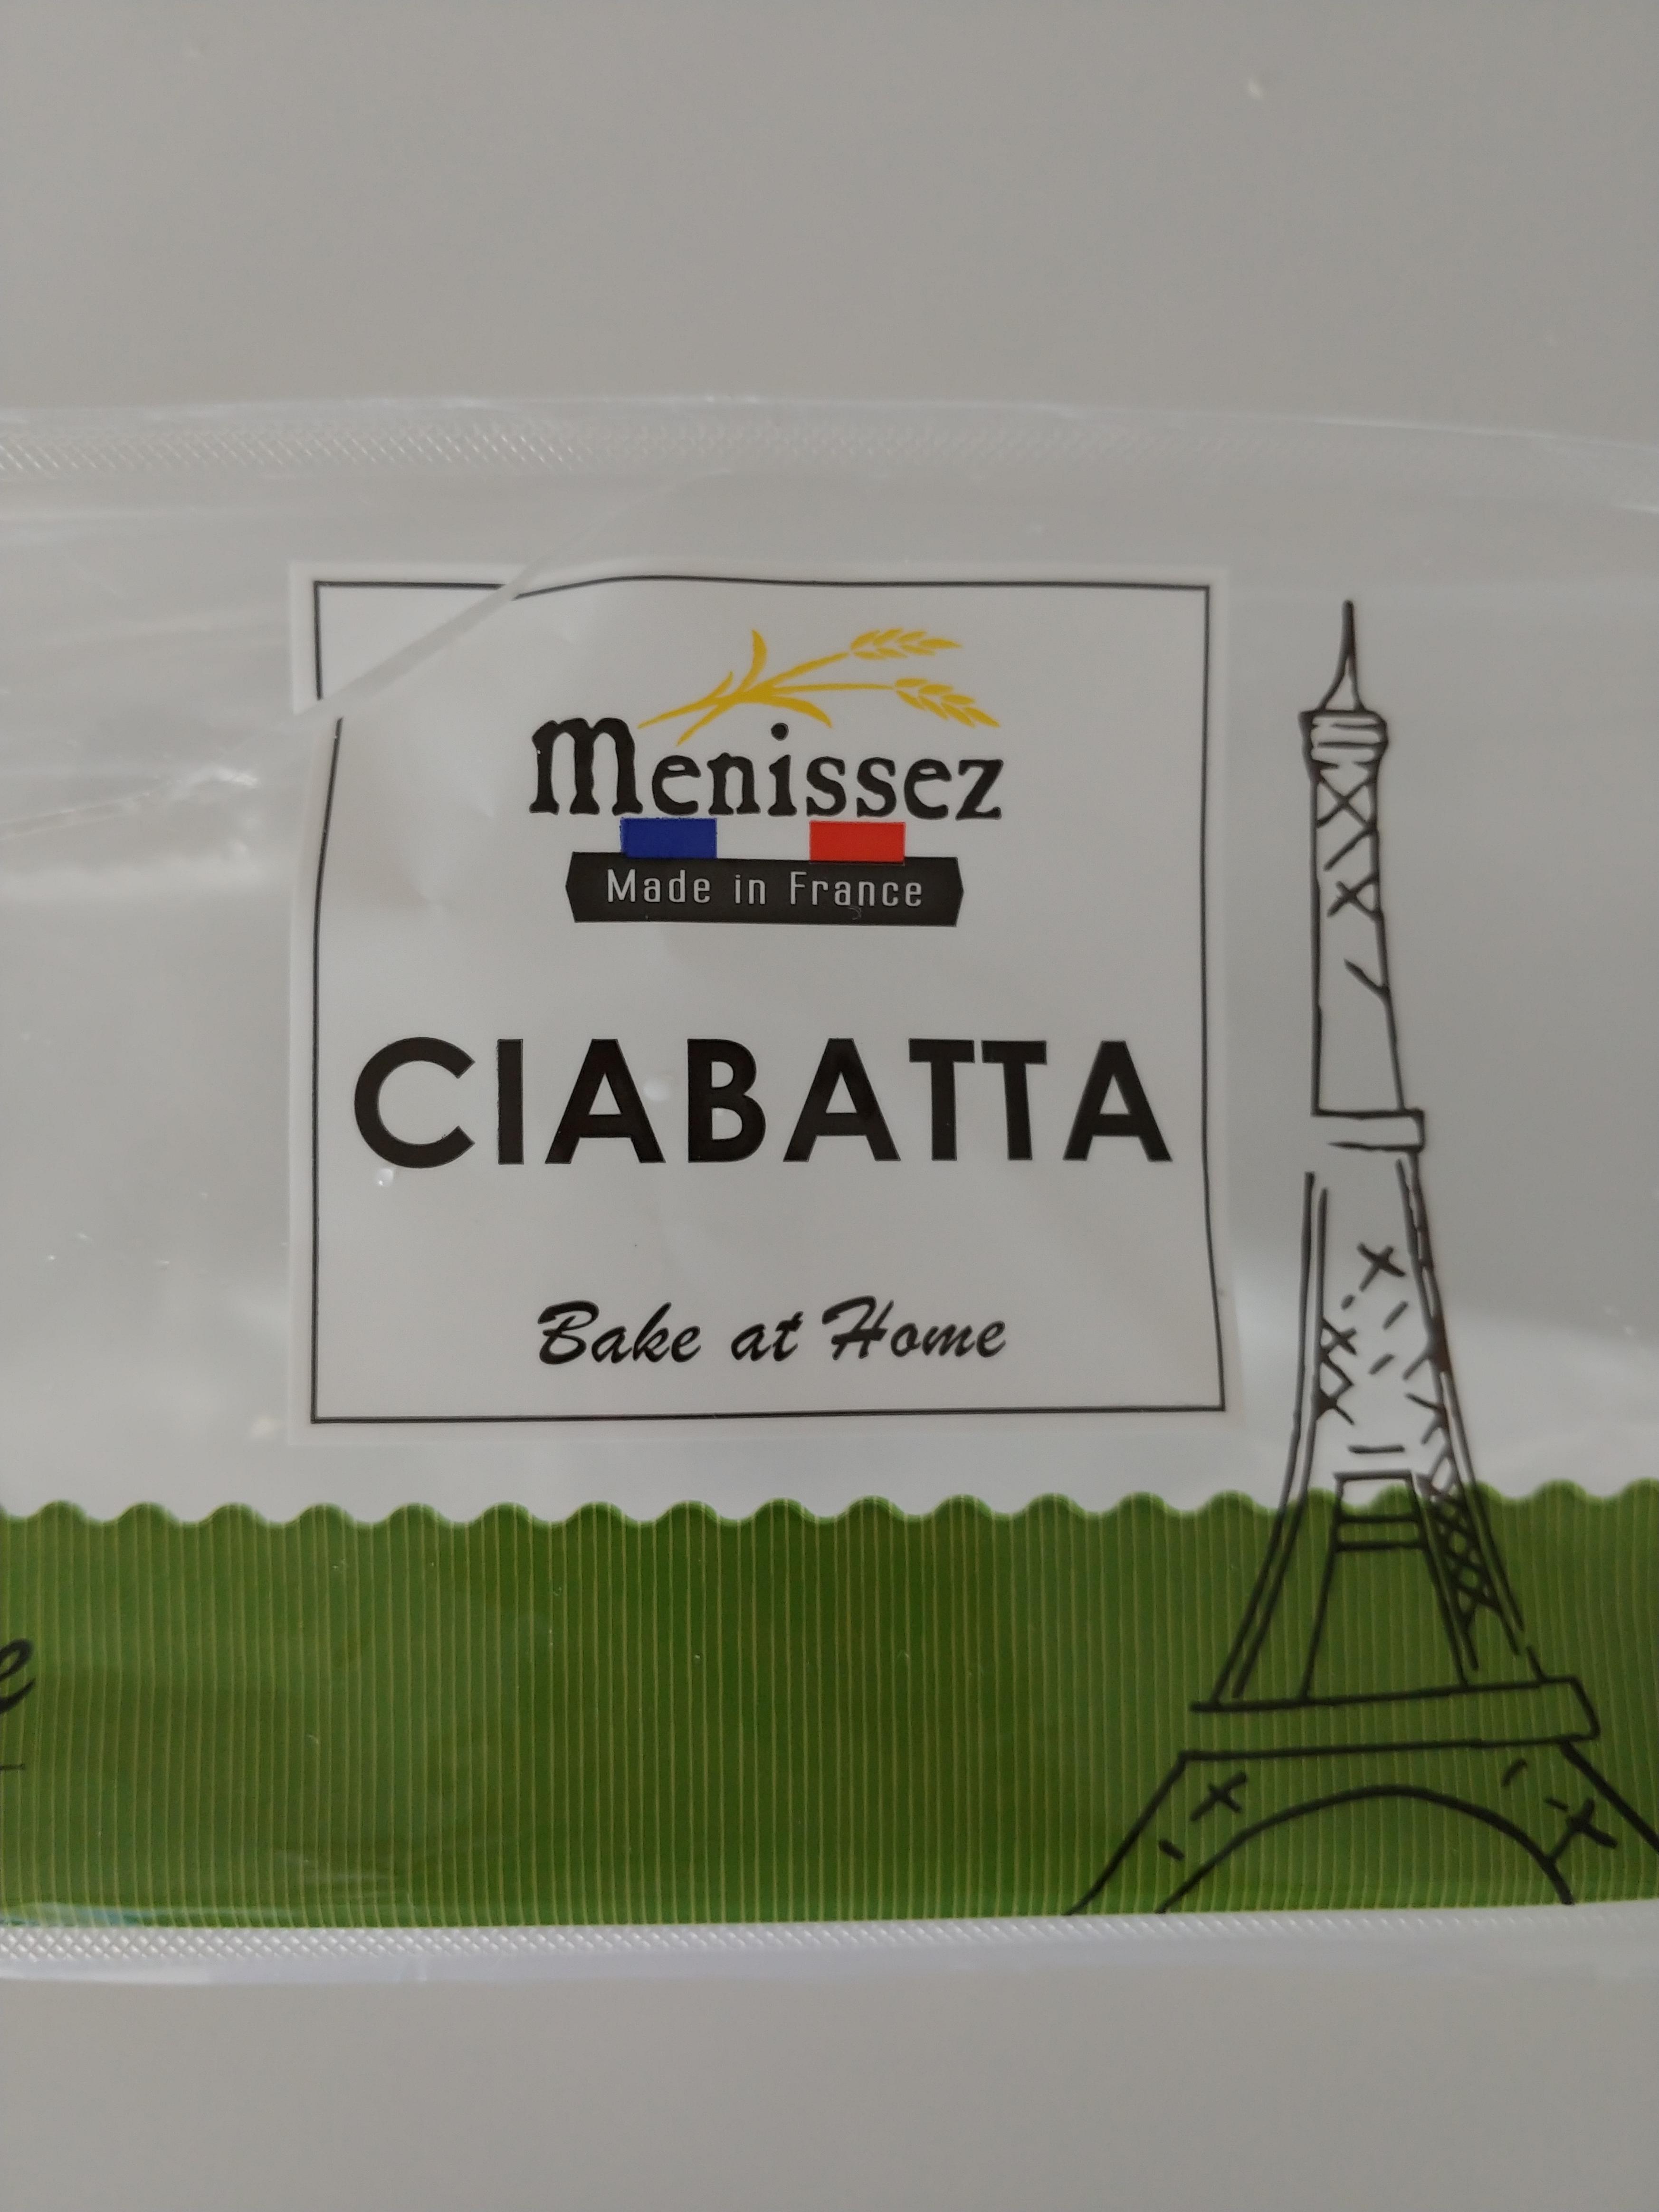 Menissez
Made in France
CIABATTA
Bake at Home